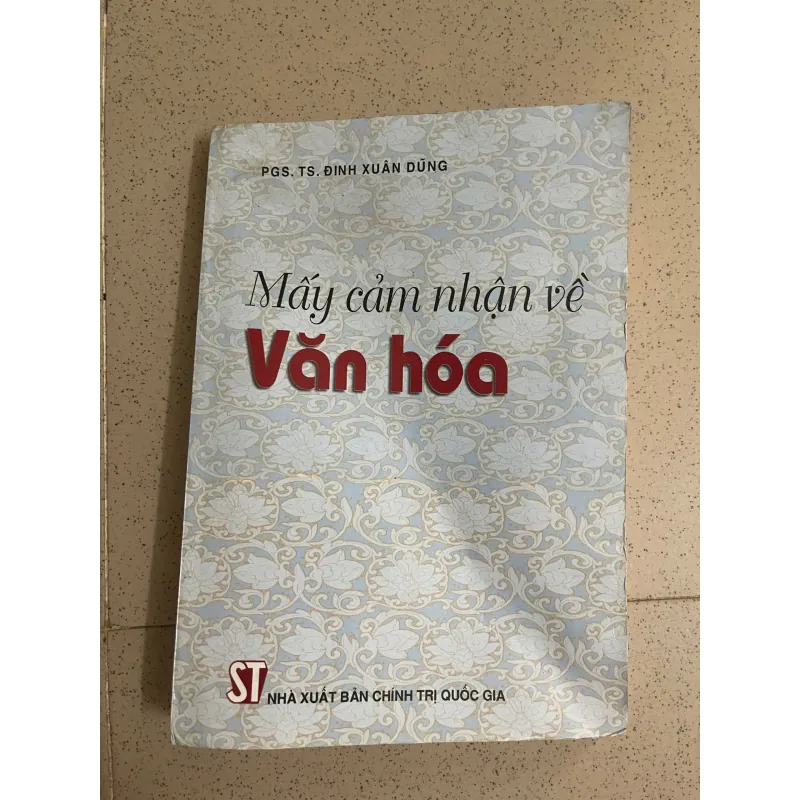 PGS. TS. ĐINH XUÂN DŨNG
Mấy cảm nhận về
Văn hóa
ST
NHÀ XUẤT BẢN CHÍNH TRỊ QUỐC GIA